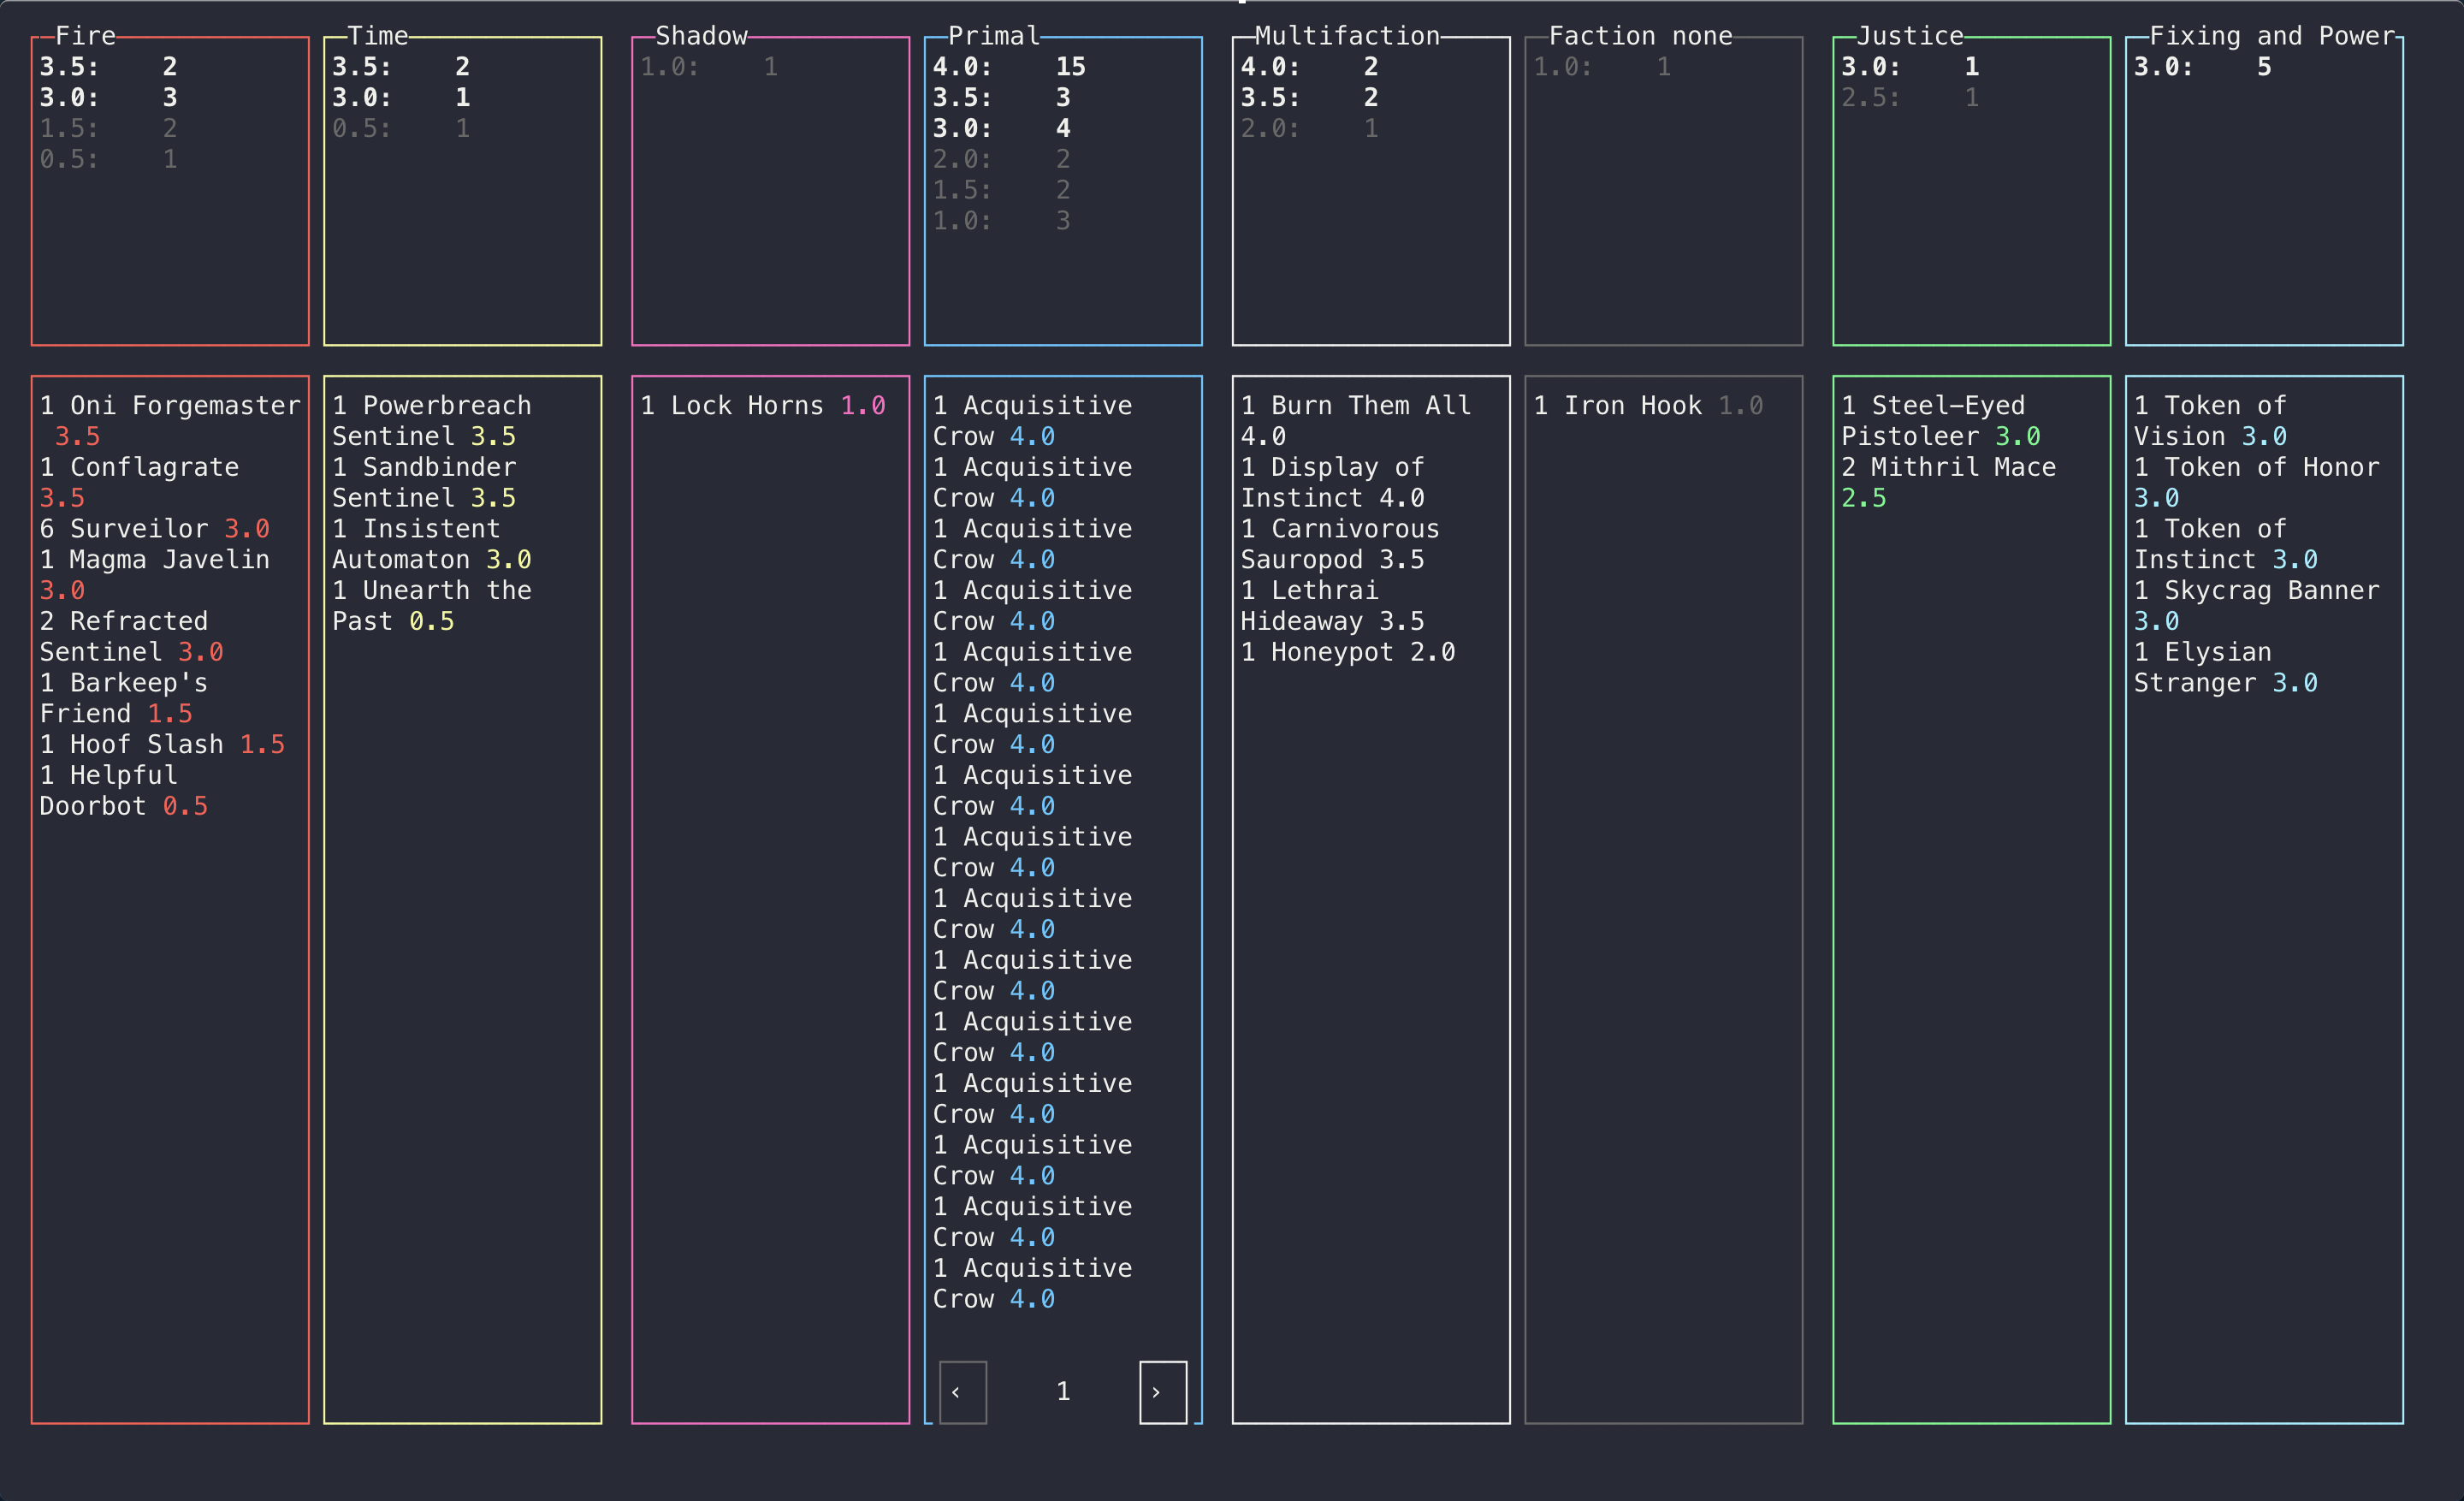 Fire
3.5: 2
3.0: 3
1.5: 2
0.5: 1
Time
3.5: 2
3.0: 1
0.5: 1
Shadow
1.0: 1
Primal
4.0: 15
3.5: 3
3.0: 4
2.0: 2
1.5: 2
1.0: 3
Multifaction
4.0: 2
3.5: 2
2.0: 1
Faction none
1.0: 1
Justice
3.0: 1
2.5: 1
Fixing and Power
3.0: 5
1 Oni Forgemaster
3.5
1 Conflagrate
3.5
6 Surveilor 3.0
1 Magma Javelin
3.0
2 Refracted
Sentinel 3.0
1 Barkeep's
Friend 1.5
1 Hoof Slash 1.5
1 Helpful
Doorbot 0.5
1 Powerbreach
Sentinel 3.5
1 Sandbinder
Sentinel 3.5
1 Insistent
Automaton 3.0
1 Unearth the
Past 0.5
1 Lock Horns 1.0
1 Acquisitive
Crow 4.0
1 Acquisitive
Crow 4.0
1 Acquisitive
Crow 4.0
1 Acquisitive
Crow 4.0
1 Acquisitive
Crow 4.0
1 Acquisitive
Crow 4.0
1 Acquisitive
Crow 4.0
1 Acquisitive
Crow 4.0
1 Acquisitive
Crow 4.0
1 Acquisitive
Crow 4.0
1 Acquisitive
Crow 4.0
1 Acquisitive
Crow 4.0
1 Acquisitive
Crow 4.0
1 Acquisitive
Crow 4.0
1 Acquisitive
Crow 4.0
‹ 1 ›
1 Burn Them All
4.0
1 Display of
Instinct 4.0
1 Carnivorous
Sauropod 3.5
1 Lethrai
Hideaway 3.5
1 Honeypot 2.0
1 Iron Hook 1.0
1 Steel-Eyed
Pistoleer 3.0
2 Mithril Mace
2.5
1 Token of
Vision 3.0
1 Token of Honor
3.0
1 Token of
Instinct 3.0
1 Skycrag Banner
3.0
1 Elysian
Stranger 3.0